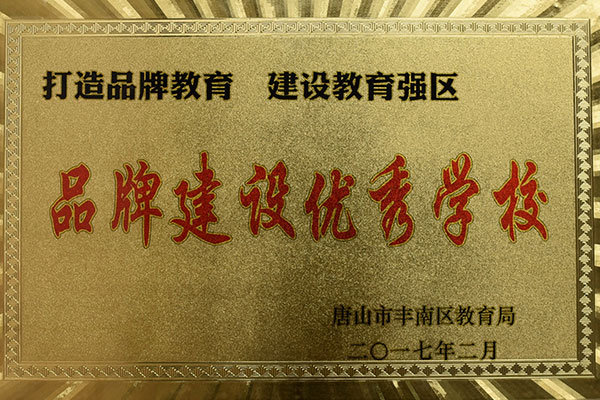 打造品牌教育 建设教育强区
品牌建设优秀学校
唐山市丰南区教育局
二〇一七年二月